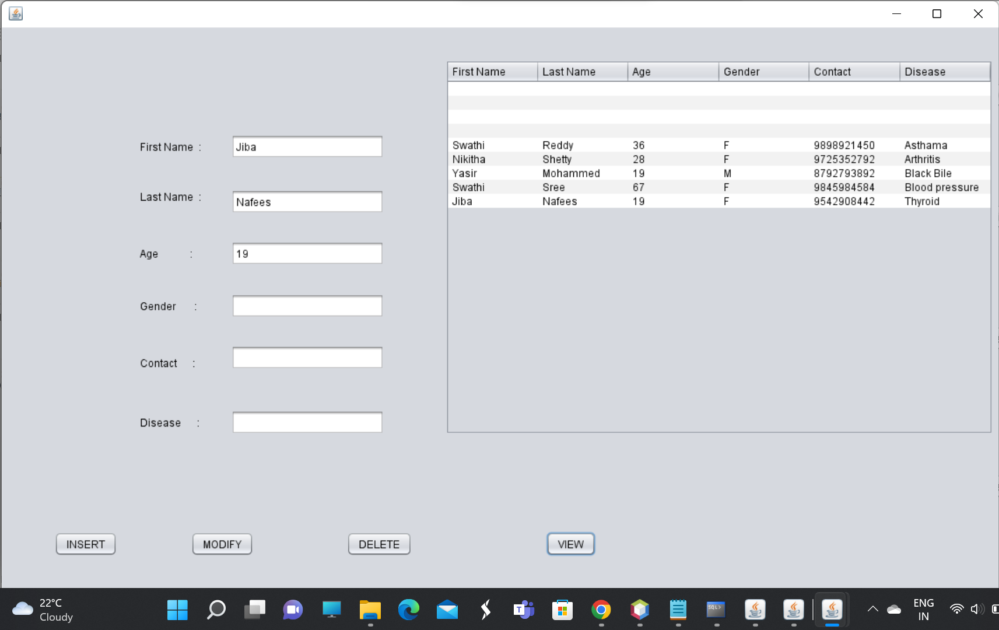 First Name Last Name Age Gender Contact Disease
Swathi Reddy 36 F 9898921450 Asthama
Nikitha Shetty 28 F 9725352792 Arthritis
Yasir Mohammed 19 M 8792793892 Black Bile
Swathi Sree 67 F 9845984584 Blood pressure
Jiba Nafees 19 F 9542908442 Thyroid
First Name : Jiba
Last Name : Nafees
Age : 19
Gender :
Contact :
Disease :
INSERT MODIFY DELETE VIEW
22°C
Cloudy
T
SQL>
ENG
IN